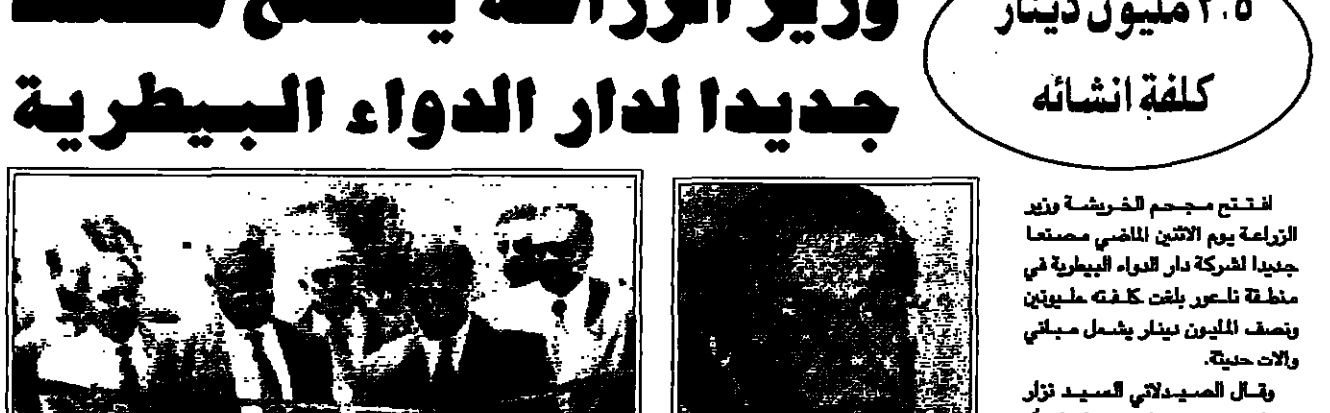 وزير الزراعة يفتتح مصنعا
جديدا لدار الدواء البيطرية
٢.٥ مليون دينار
كلفة انشائه
افتتح مجحم الخريشة وزير
الزراعة يوم الاثنين الماضي مصنعا
جديدا لشركة دار الدواء البيطرية في
منطقة ناعور بلغت كلفته مليونين
ونصف المليون دينار يشمل مباني
والات حديثة.
وقال الصيدلاني السيد نزار